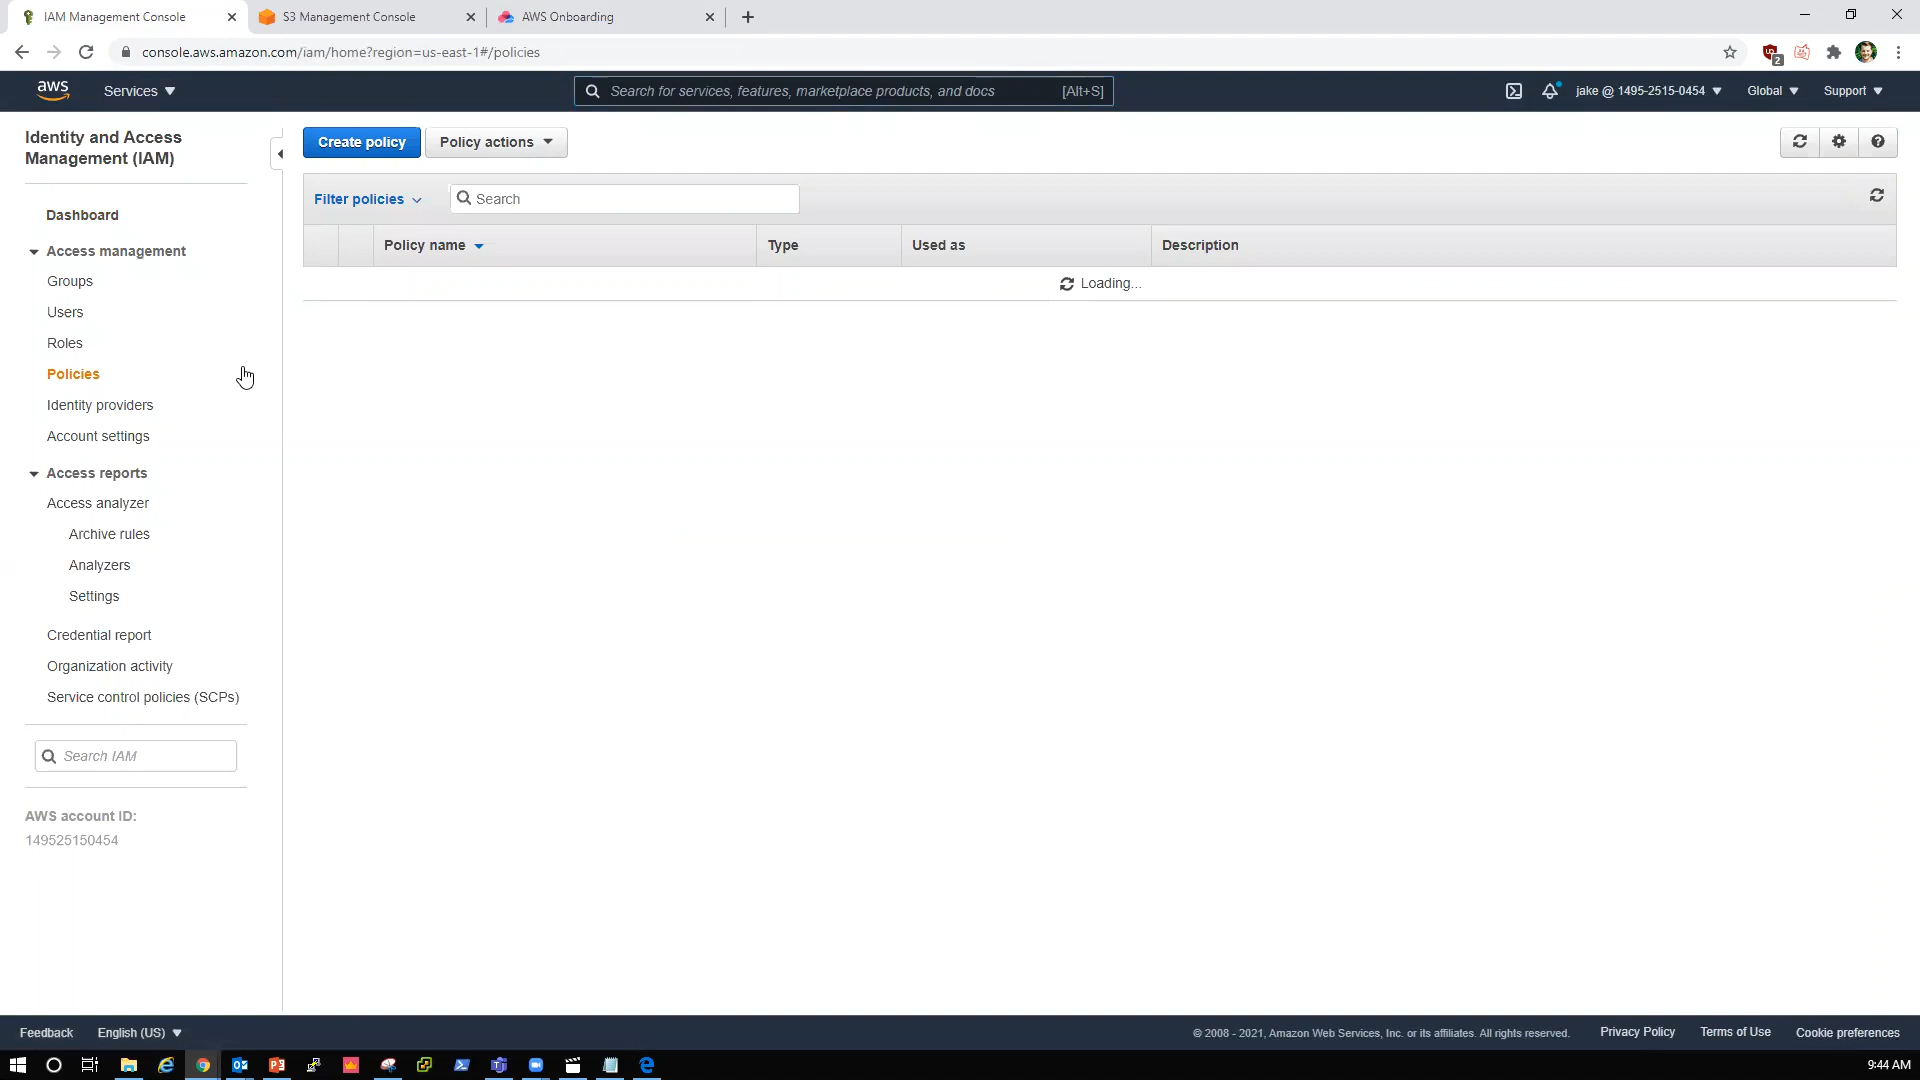 IAM Management Console
S3 Management Console
AWS Onboarding
console.aws.amazon.com/iam/home?region=us-east-1#/policies
2
aws
Services
Search for services, features, marketplace products, and docs [Alt+S]
jake @ 1495-2515-0454
Global
Support
Identity and Access
Management (IAM)
Dashboard
Access management
Groups
Users
Roles
Policies
Identity providers
Account settings
Access reports
Access analyzer
Archive rules
Analyzers
Settings
Credential report
Organization activity
Service control policies (SCPs)
Search IAM
AWS account ID:
149525150454
Create policy
Policy actions
Filter policies
Search
Policy name Type Used as Description
Loading...
Feedback
English (US)
© 2008 - 2021, Amazon Web Services, Inc. or its affiliates. All rights reserved.
Privacy Policy
Terms of Use
Cookie preferences
9:44 AM